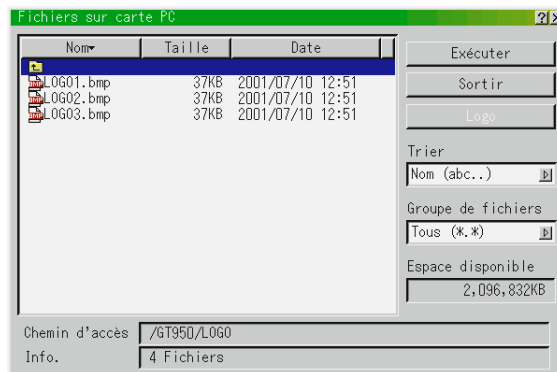 Fichiers sur carte PC
?
Nom Taille Date
LOGO1.bmp 37KB 2001/07/10 12:51
LOGO2.bmp 37KB 2001/07/10 12:51
LOGO3.bmp 37KB 2001/07/10 12:51
Exécuter
Sortir
Logo
Trier
Nom (abc..)
Groupe de fichiers
Tous (*.*)
Espace disponible
2,096,832KB
Chemin d'accès /GT950/LOGO
Info. 4 Fichiers